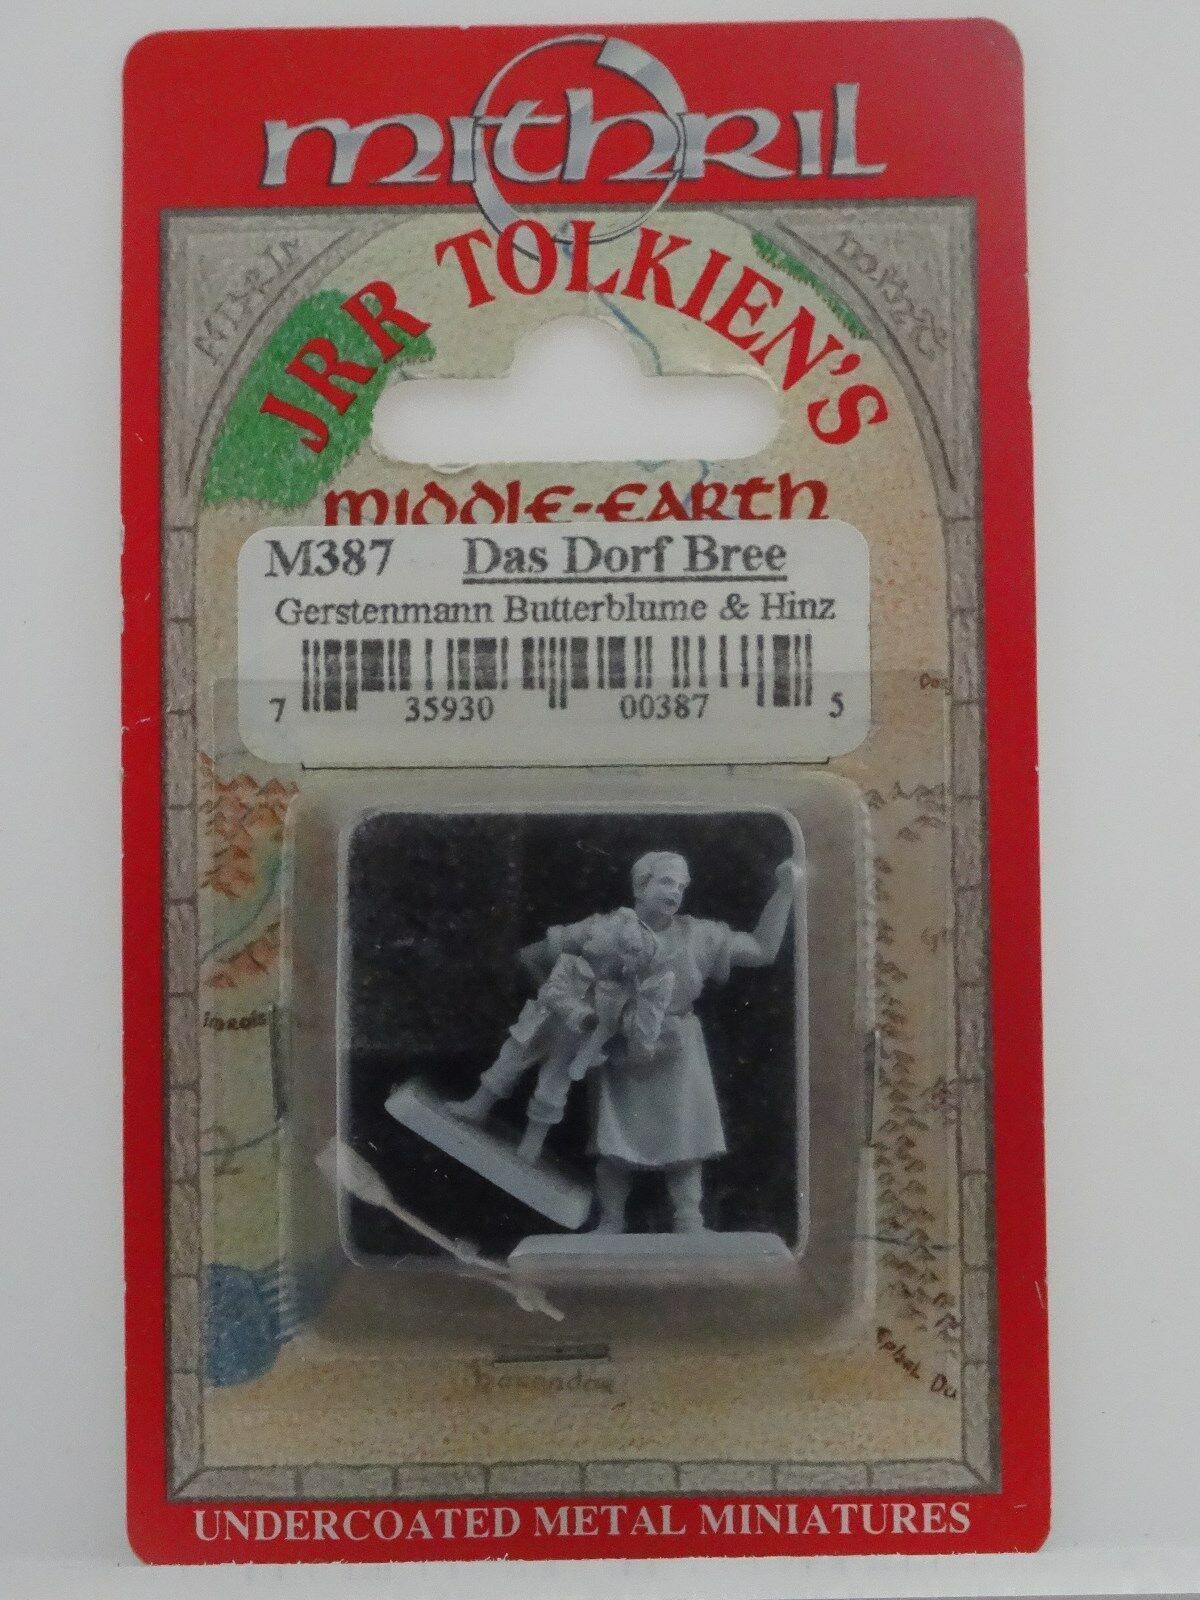 mithril
JRR TOLKIEN'S
MIDDLE-EARTH
M387 Das Dorf Bree
Gerstenmann Butterblume & Hinz
7 35930 00387 5
harondor
UNDERCOATED METAL MINIATURES